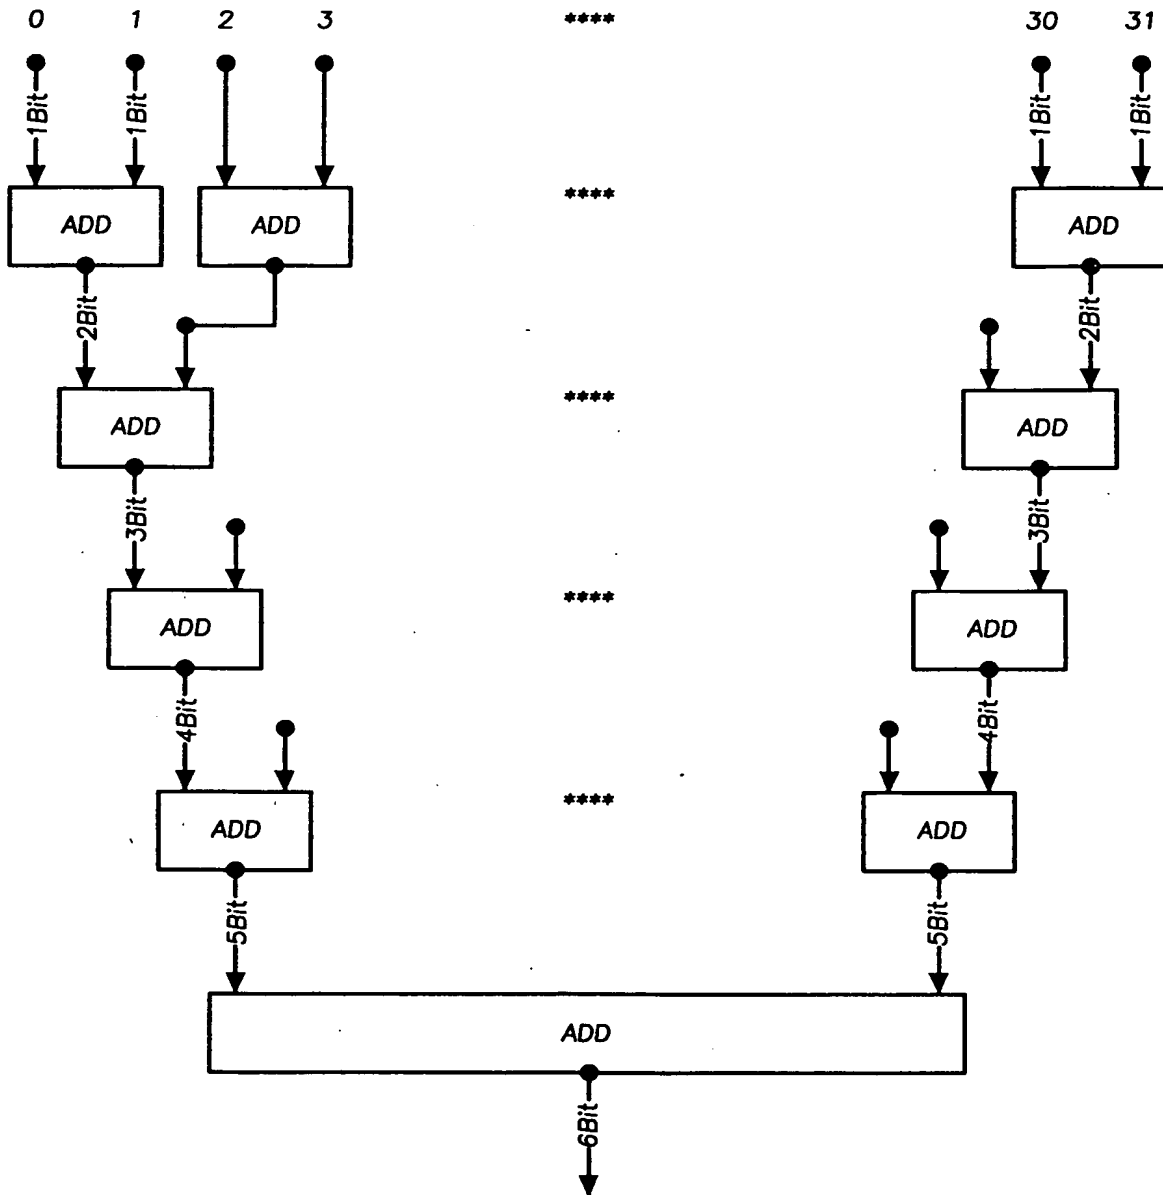 0 1 2 3 **** 30 31
1Bit 1Bit 1Bit 1Bit
ADD ADD **** ADD
2Bit 2Bit
ADD **** ADD
3Bit 3Bit
ADD **** ADD
4Bit 4Bit
ADD **** ADD
5Bit 5Bit
ADD
6Bit